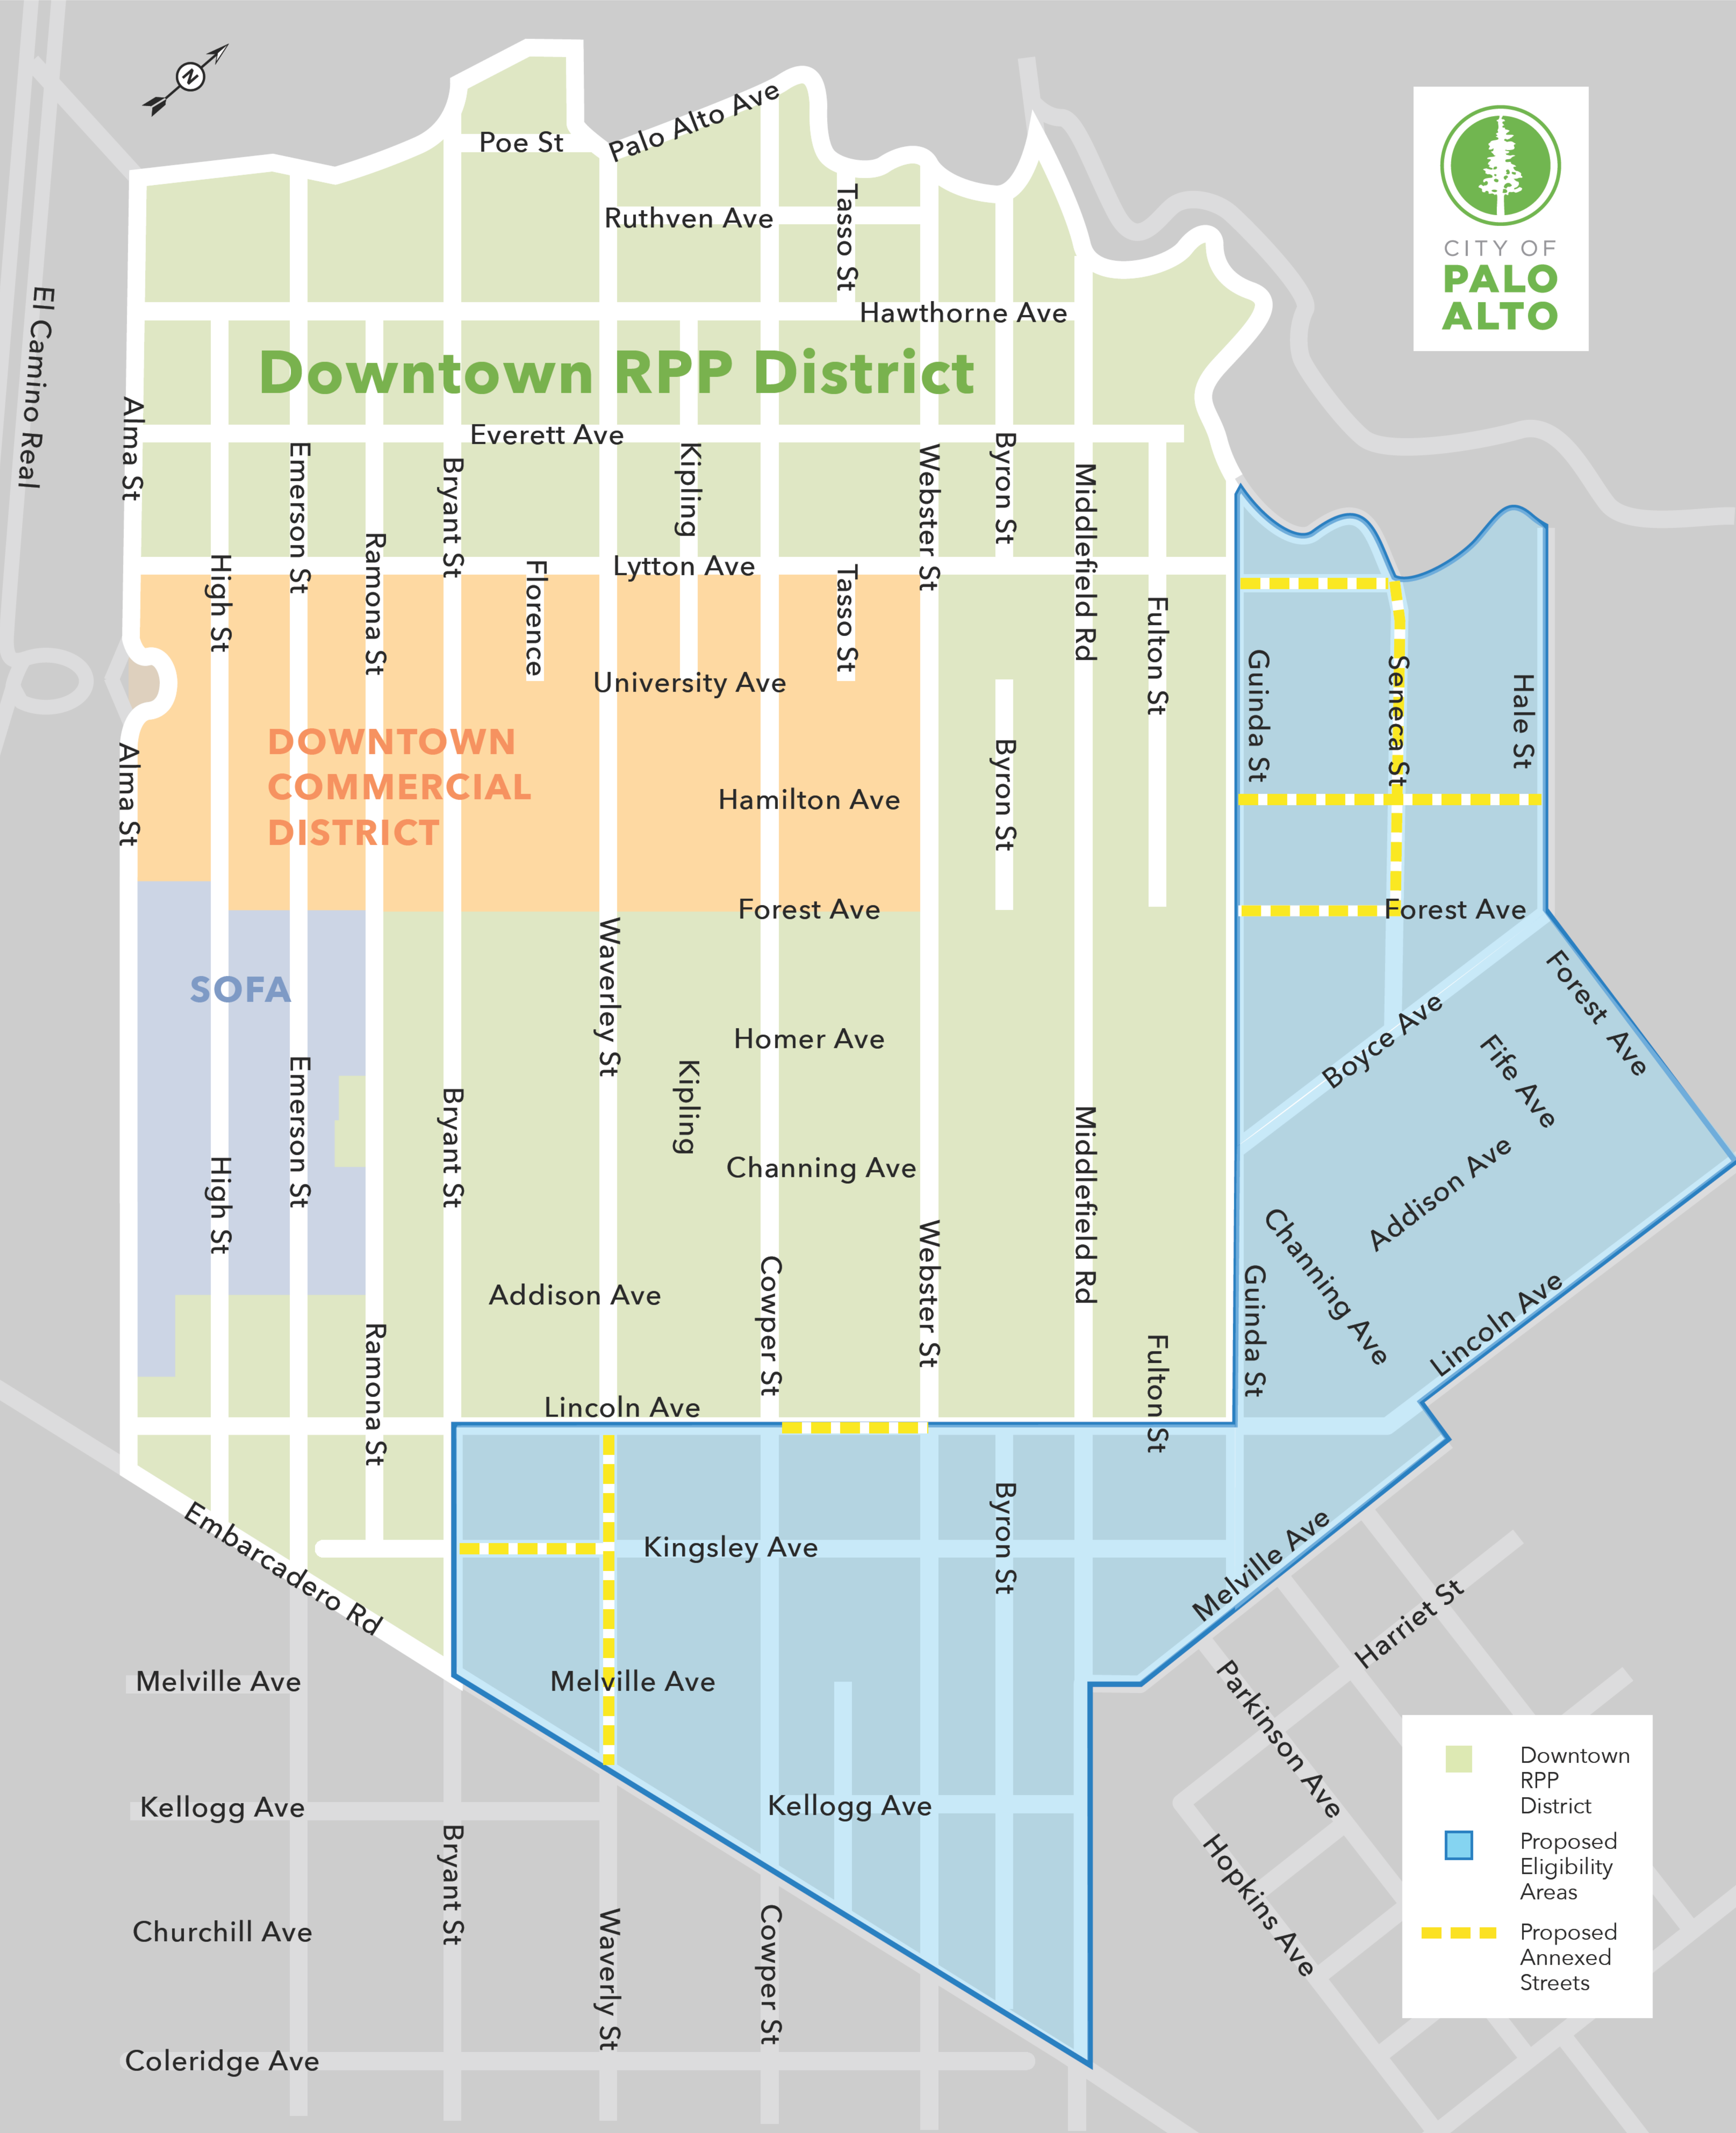 N
Poe St
Palo Alto Ave
CITY OF
PALO
ALTO
Ruthven Ave
Tasso St
El Camino Real
Hawthorne Ave
Downtown RPP District
Alma St
Everett Ave
Emerson St
Bryant St
Kipling
Webster St
Byron St
Middlefield Rd
High St
Ramona St
Florence
Lytton Ave
Tasso St
Fulton St
Guinda St
Seneca St
Hale St
University Ave
DOWNTOWN
COMMERCIAL
DISTRICT
Alma St
Hamilton Ave
Byron St
Forest Ave
Forest Ave
Waverley St
SOFA
Forest Ave
Boyce Ave
Fife Ave
Homer Ave
Kipling
Emerson St
Bryant St
High St
Channing Ave
Middlefield Rd
Addison Ave
Channing Ave
Webster St
Cowper St
Guinda St
Lincoln Ave
Addison Ave
Ramona St
Fulton St
Lincoln Ave
Embarcadero Rd
Kingsley Ave
Byron St
Melville Ave
Harriet St
Melville Ave
Melville Ave
Parkinson Ave
Kellogg Ave
Kellogg Ave
Bryant St
Hopkins Ave
Churchill Ave
Waverly St
Cowper St
Coleridge Ave
Downtown
RPP
District
Proposed
Eligibility
Areas
Proposed
Annexed
Streets